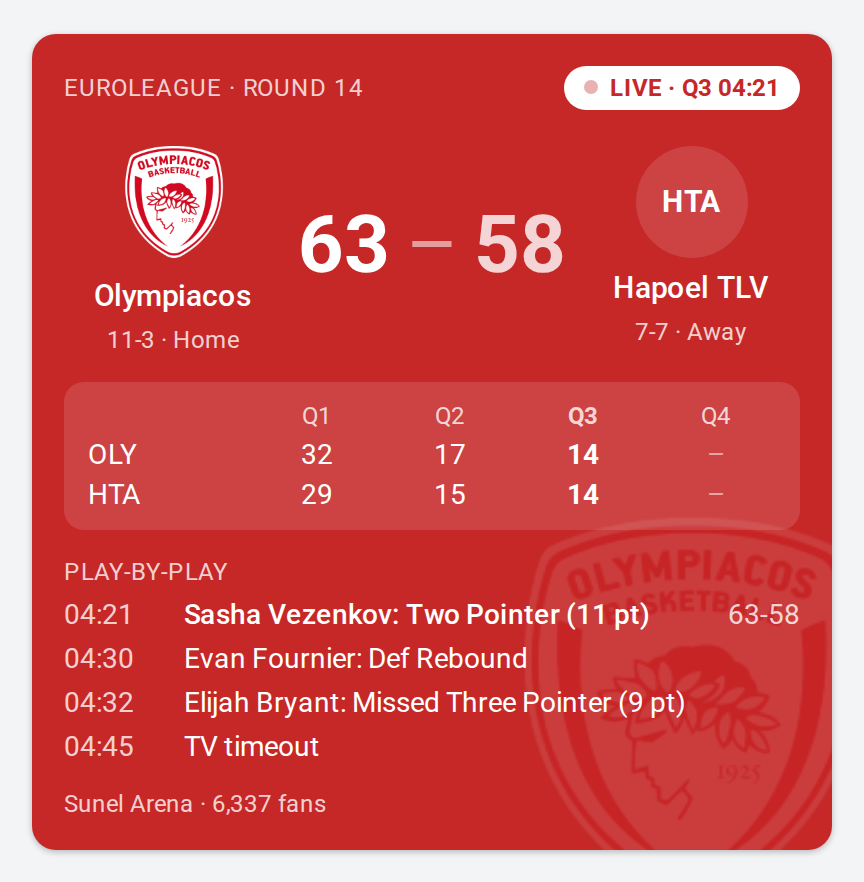 EUROLEAGUE · ROUND 14
LIVE · Q3 04:21
OLYMPIACOS
BASKETBALL
1925
HTA
63 – 58
Olympiacos
Hapoel TLV
11-3 · Home
7-7 · Away
Q1 Q2 Q3 Q4
OLY 32 17 14 –
HTA 29 15 14 –
OLYMPIACOS
BASKETBALL
PLAY-BY-PLAY
04:21 Sasha Vezenkov: Two Pointer (11 pt) 63-58
04:30 Evan Fournier: Def Rebound
04:32 Elijah Bryant: Missed Three Pointer (9 pt)
04:45 TV timeout
1925
Sunel Arena · 6,337 fans